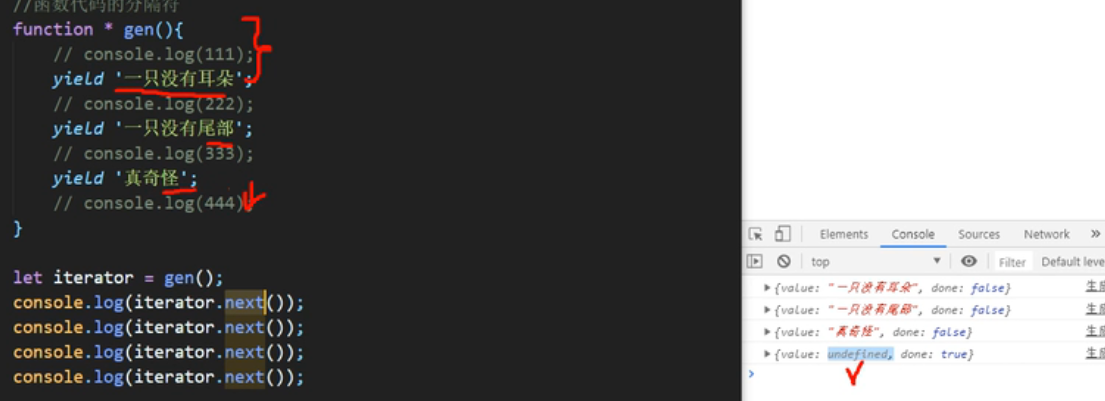 //函数代码的分隔符
function * gen(){
// console.log(111);
yield '一只没有耳朵';
// console.log(222);
yield '一只没有尾部';
// console.log(333);
yield '真奇怪';
// console.log(444);
}
let iterator = gen();
console.log(iterator.next());
console.log(iterator.next());
console.log(iterator.next());
console.log(iterator.next());
Elements Console Sources Network »
top Filter Default leve
{value: "一只没有耳朵", done: false}
{value: "一只没有尾部", done: false}
{value: "真奇怪", done: false}
{value: undefined, done: true}